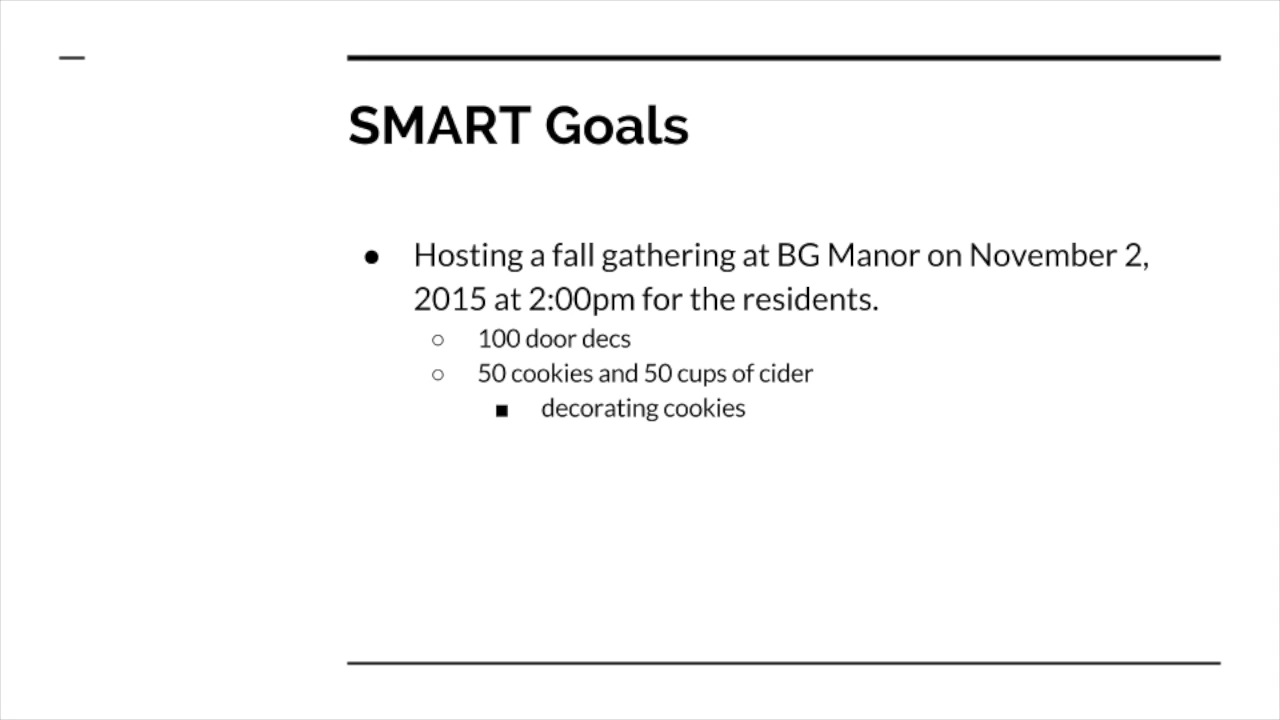 SMART Goals
● Hosting a fall gathering at BG Manor on November 2,
2015 at 2:00pm for the residents.
○ 100 door decs
○ 50 cookies and 50 cups of cider
■ decorating cookies